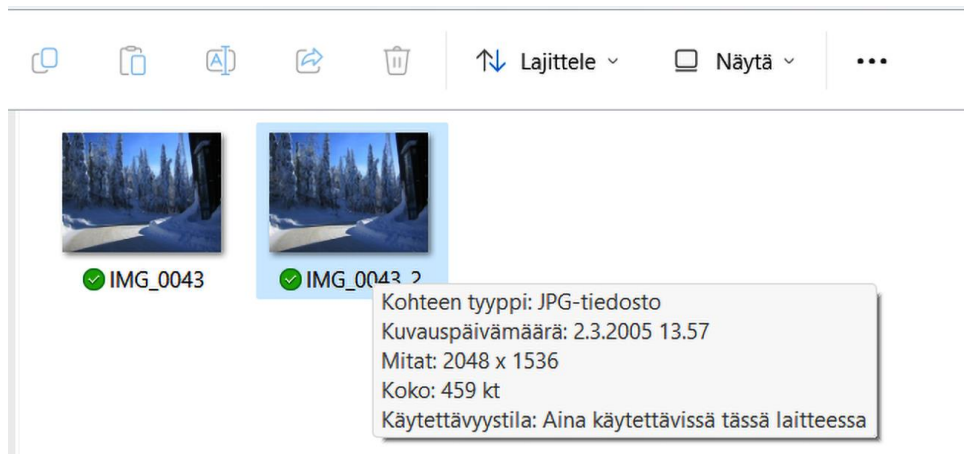 Lajittele
Näytä
IMG_0043
IMG_0043_2
Kohteen tyyppi: JPG-tiedosto
Kuvauspäivämäärä: 2.3.2005 13.57
Mitat: 2048 x 1536
Koko: 459 kt
Käytettävyystila: Aina käytettävissä tässä laitteessa